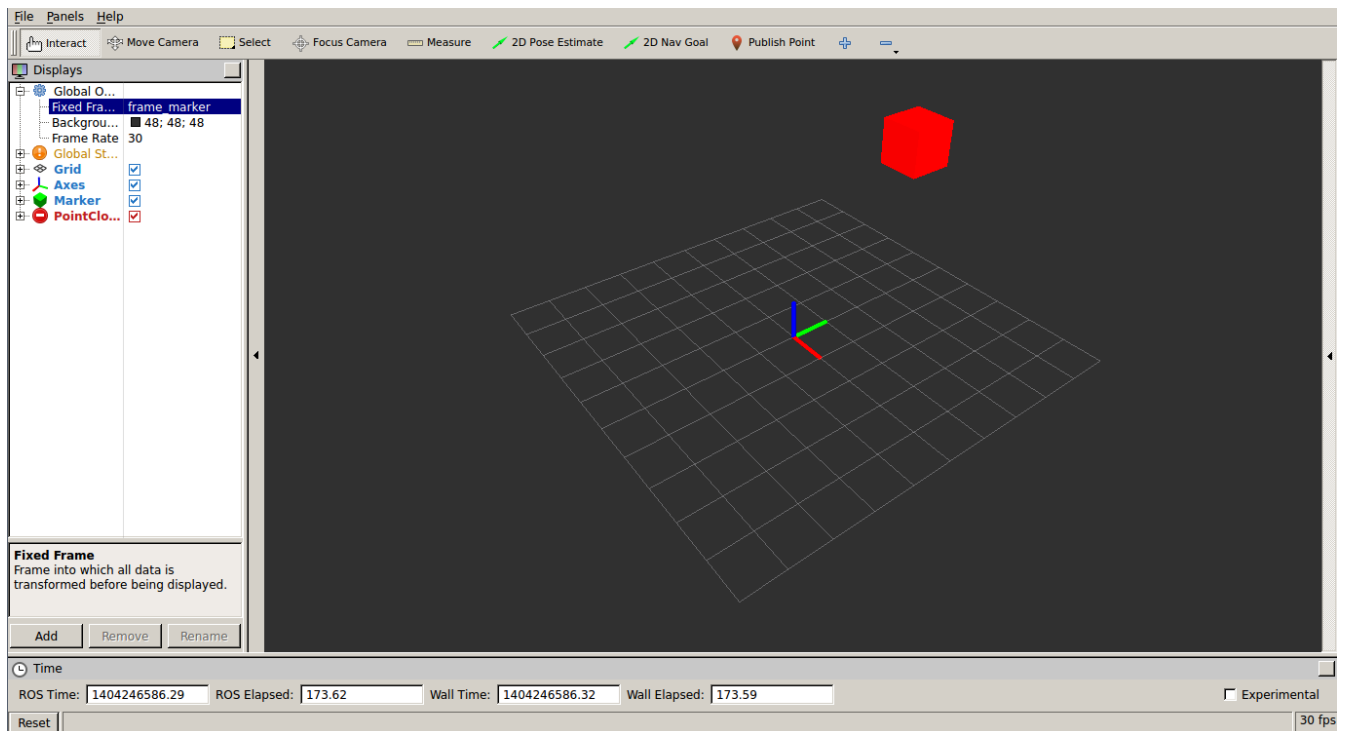 File Panels Help
Interact Move Camera Select Focus Camera Measure 2D Pose Estimate 2D Nav Goal Publish Point
Displays
Global O...
Fixed Fra... frame_marker
Backgrou... 48; 48; 48
Frame Rate 30
Global St...
Grid
Axes
Marker
PointClo...
Fixed Frame
Frame into which all data is
transformed before being displayed.
Add Remove Rename
Time
ROS Time: 1404246586.29 ROS Elapsed: 173.62 Wall Time: 1404246586.32 Wall Elapsed: 173.59 Experimental
Reset 30 fps